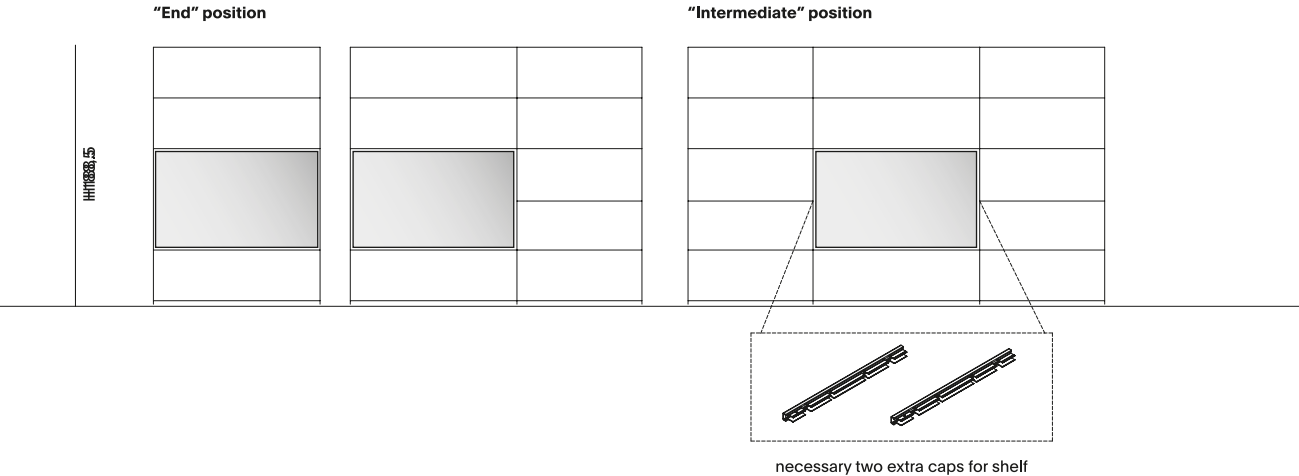 “End” position
“Intermediate” position
necessary two extra caps for shelf